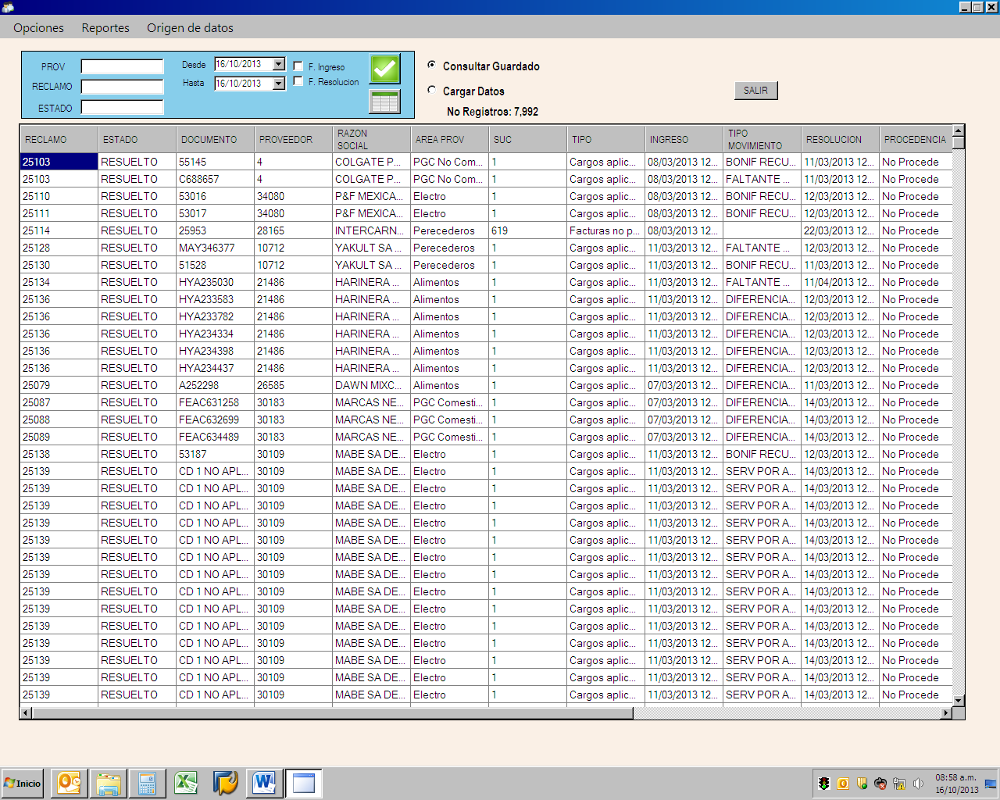 Opciones Reportes Origen de datos
PROV Desde 16/10/2013 F. Ingreso
RECLAMO Hasta 16/10/2013 F. Resolucion
ESTADO
Consultar Guardado
Cargar Datos
No Registros: 7,992
SALIR
RECLAMO ESTADO DOCUMENTO PROVEEDOR RAZON SOCIAL AREA PROV SUC TIPO INGRESO TIPO MOVIMIENTO RESOLUCION PROCEDENCIA
25103 RESUELTO 55145 4 COLGATE P... PGC No Com... 1 Cargos aplic... 08/03/2013 12... BONIF RECU... 11/03/2013 12... No Procede
25103 RESUELTO C688657 4 COLGATE P... PGC No Com... 1 Cargos aplic... 08/03/2013 12... FALTANTE ... 11/03/2013 12... No Procede
25110 RESUELTO 53016 34080 P&F MEXICA... Electro 1 Cargos aplic... 08/03/2013 12... BONIF RECU... 12/03/2013 12... No Procede
25111 RESUELTO 53017 34080 P&F MEXICA... Electro 1 Cargos aplic... 08/03/2013 12... BONIF RECU... 12/03/2013 12... No Procede
25114 RESUELTO 25953 28165 INTERCARN... Perecederos 619 Facturas no p... 08/03/2013 12... 22/03/2013 12... No Procede
25128 RESUELTO MAY346377 10712 YAKULT SA ... Perecederos 1 Cargos aplic... 11/03/2013 12... FALTANTE ... 12/03/2013 12... No Procede
25130 RESUELTO 51528 10712 YAKULT SA ... Perecederos 1 Cargos aplic... 11/03/2013 12... BONIF RECU... 11/03/2013 12... No Procede
25134 RESUELTO HYA235030 21486 HARINERA ... Alimentos 1 Cargos aplic... 11/03/2013 12... FALTANTE ... 11/04/2013 12... No Procede
25136 RESUELTO HYA233583 21486 HARINERA ... Alimentos 1 Cargos aplic... 11/03/2013 12... DIFERENCIA... 12/03/2013 12... No Procede
25136 RESUELTO HYA233782 21486 HARINERA ... Alimentos 1 Cargos aplic... 11/03/2013 12... DIFERENCIA... 12/03/2013 12... No Procede
25136 RESUELTO HYA234334 21486 HARINERA ... Alimentos 1 Cargos aplic... 11/03/2013 12... DIFERENCIA... 12/03/2013 12... No Procede
25136 RESUELTO HYA234398 21486 HARINERA ... Alimentos 1 Cargos aplic... 11/03/2013 12... DIFERENCIA... 12/03/2013 12... No Procede
25136 RESUELTO HYA234437 21486 HARINERA ... Alimentos 1 Cargos aplic... 11/03/2013 12... DIFERENCIA... 12/03/2013 12... No Procede
25079 RESUELTO A252298 26585 DAWN MIXC... Alimentos 1 Cargos aplic... 07/03/2013 12... DIFERENCIA... 11/03/2013 12... No Procede
25087 RESUELTO FEAC631258 30183 MARCAS NE... PGC Comesti... 1 Cargos aplic... 07/03/2013 12... DIFERENCIA... 14/03/2013 12... No Procede
25088 RESUELTO FEAC632699 30183 MARCAS NE... PGC Comesti... 1 Cargos aplic... 07/03/2013 12... DIFERENCIA... 14/03/2013 12... No Procede
25089 RESUELTO FEAC634489 30183 MARCAS NE... PGC Comesti... 1 Cargos aplic... 07/03/2013 12... DIFERENCIA... 14/03/2013 12... No Procede
25138 RESUELTO 53187 30109 MABE SA DE... Electro 1 Cargos aplic... 11/03/2013 12... BONIF RECU... 12/03/2013 12... No Procede
25139 RESUELTO CD 1 NO APL... 30109 MABE SA DE... Electro 1 Cargos aplic... 11/03/2013 12... SERV POR A... 14/03/2013 12... No Procede
25139 RESUELTO CD 1 NO APL... 30109 MABE SA DE... Electro 1 Cargos aplic... 11/03/2013 12... SERV POR A... 14/03/2013 12... No Procede
25139 RESUELTO CD 1 NO APL... 30109 MABE SA DE... Electro 1 Cargos aplic... 11/03/2013 12... SERV POR A... 14/03/2013 12... No Procede
25139 RESUELTO CD 1 NO APL... 30109 MABE SA DE... Electro 1 Cargos aplic... 11/03/2013 12... SERV POR A... 14/03/2013 12... No Procede
25139 RESUELTO CD 1 NO APL... 30109 MABE SA DE... Electro 1 Cargos aplic... 11/03/2013 12... SERV POR A... 14/03/2013 12... No Procede
25139 RESUELTO CD 1 NO APL... 30109 MABE SA DE... Electro 1 Cargos aplic... 11/03/2013 12... SERV POR A... 14/03/2013 12... No Procede
25139 RESUELTO CD 1 NO APL... 30109 MABE SA DE... Electro 1 Cargos aplic... 11/03/2013 12... SERV POR A... 14/03/2013 12... No Procede
25139 RESUELTO CD 1 NO APL... 30109 MABE SA DE... Electro 1 Cargos aplic... 11/03/2013 12... SERV POR A... 14/03/2013 12... No Procede
25139 RESUELTO CD 1 NO APL... 30109 MABE SA DE... Electro 1 Cargos aplic... 11/03/2013 12... SERV POR A... 14/03/2013 12... No Procede
25139 RESUELTO CD 1 NO APL... 30109 MABE SA DE... Electro 1 Cargos aplic... 11/03/2013 12... SERV POR A... 14/03/2013 12... No Procede
25139 RESUELTO CD 1 NO APL... 30109 MABE SA DE... Electro 1 Cargos aplic... 11/03/2013 12... SERV POR A... 14/03/2013 12... No Procede
25139 RESUELTO CD 1 NO APL... 30109 MABE SA DE... Electro 1 Cargos aplic... 11/03/2013 12... SERV POR A... 14/03/2013 12... No Procede
25139 RESUELTO CD 1 NO APL... 30109 MABE SA DE... Electro 1 Cargos aplic... 11/03/2013 12... SERV POR A... 14/03/2013 12... No Procede
25139 RESUELTO CD 1 NO APL... 30109 MABE SA DE... Electro 1 Cargos aplic... 11/03/2013 12... SERV POR A... 14/03/2013 12... No Procede
Inicio
08:58 a.m.
16/10/2013